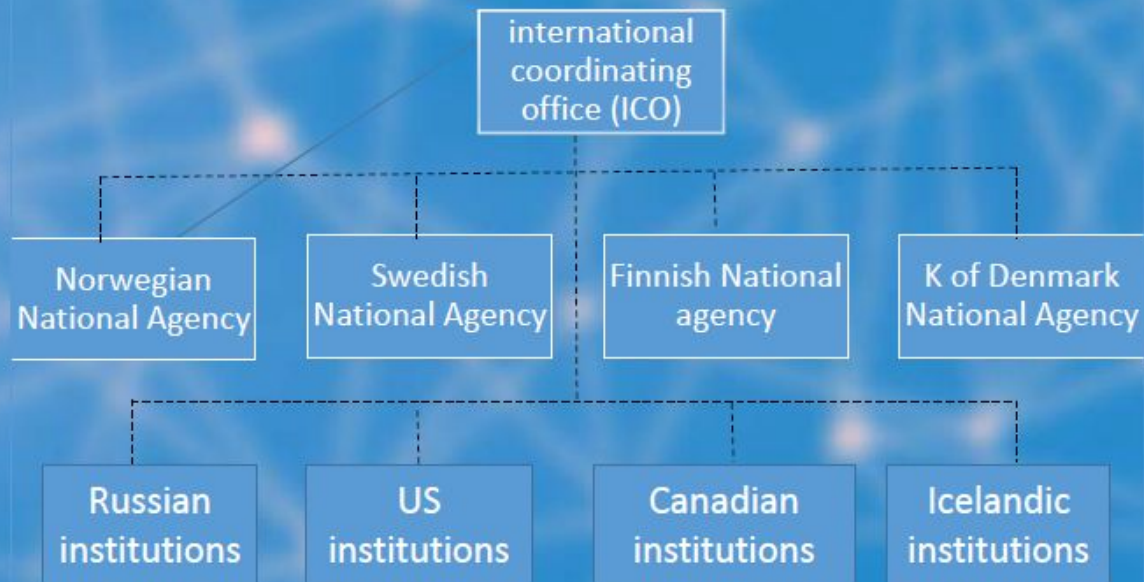 international
coordinating
office (ICO)
Norwegian
National Agency
Swedish
National Agency
Finnish National
agency
K of Denmark
National Agency
Russian
institutions
US
institutions
Canadian
institutions
Icelandic
institutions